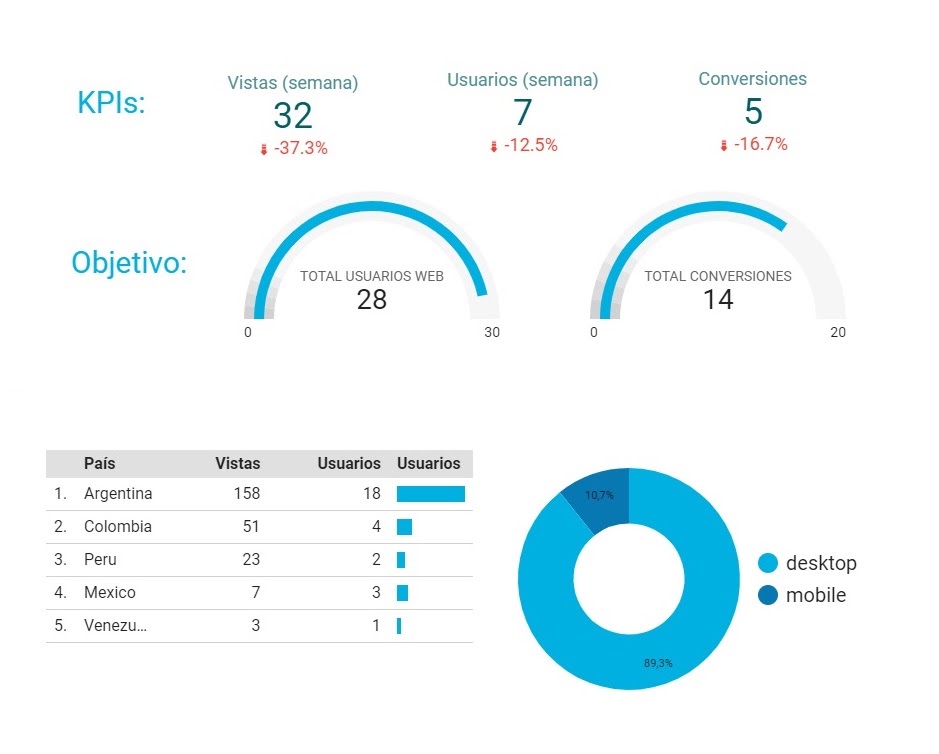 KPIs:
Vistas (semana)
32
-37.3%
Usuarios (semana)
7
-12.5%
Conversiones
5
-16.7%
Objetivo:
TOTAL USUARIOS WEB
28
0
30
TOTAL CONVERSIONES
14
0
20
País Vistas Usuarios Usuarios
1. Argentina 158 18
2. Colombia 51 4
3. Peru 23 2
4. Mexico 7 3
5. Venezu... 3 1
10,7%
89,3%
desktop
mobile